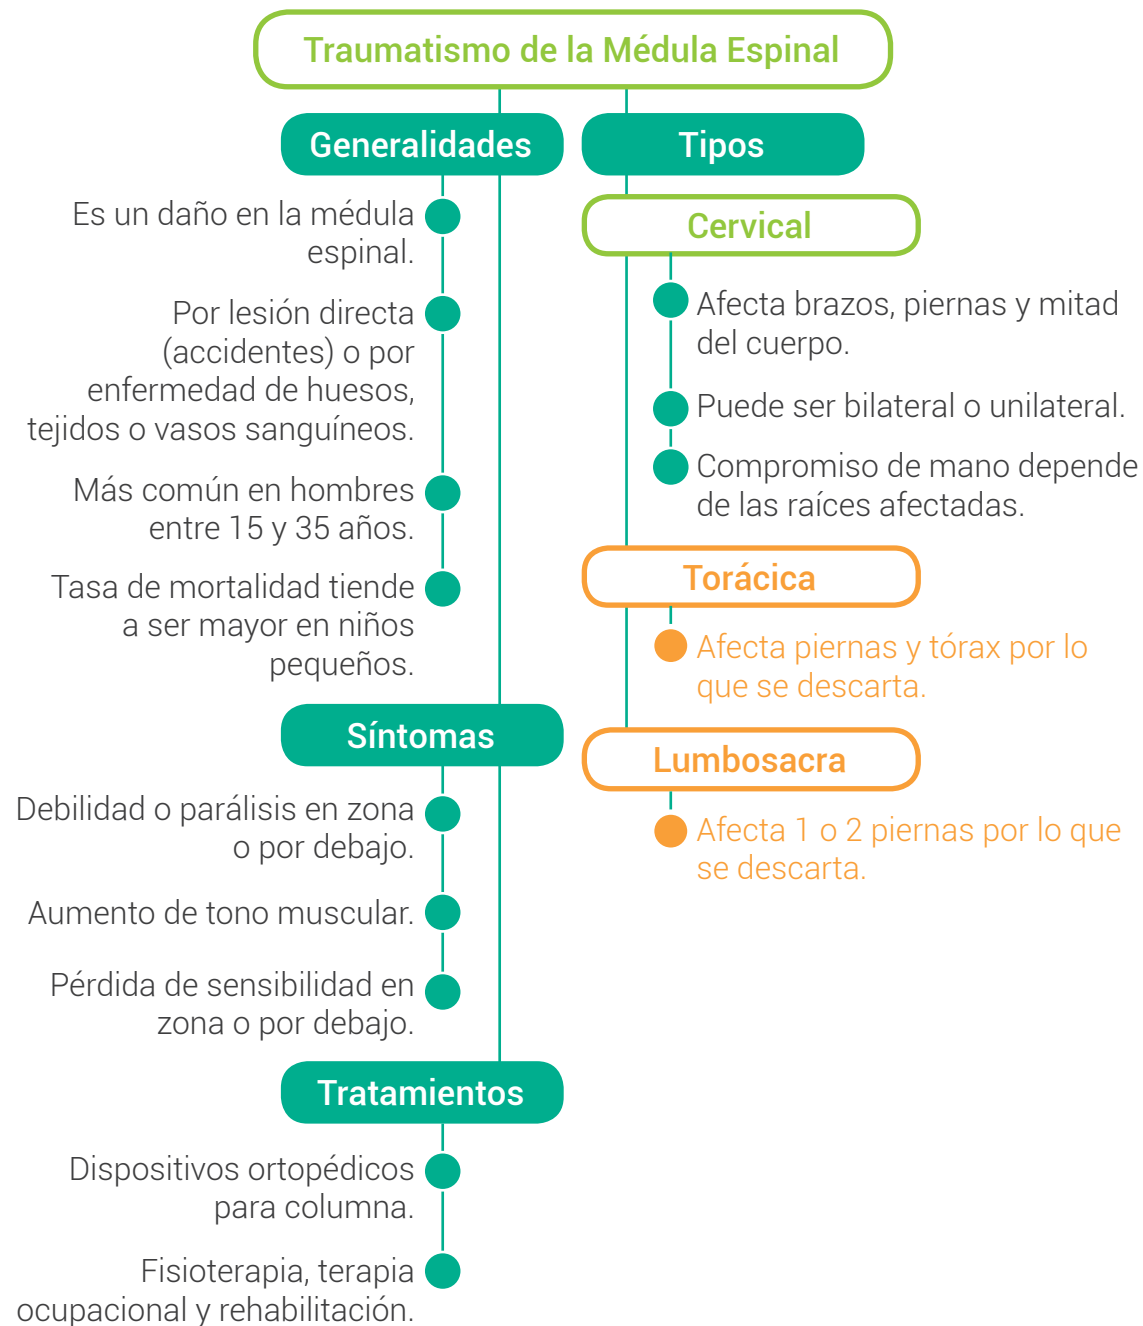 Traumatismo de la Médula Espinal
Generalidades
Es un daño en la médula
espinal.
Por lesión directa
(accidentes) o por
enfermedad de huesos,
tejidos o vasos sanguíneos.
Más común en hombres
entre 15 y 35 años.
Tasa de mortalidad tiende
a ser mayor en niños
pequeños.
Síntomas
Debilidad o parálisis en zona
o por debajo.
Aumento de tono muscular.
Pérdida de sensibilidad en
zona o por debajo.
Tratamientos
Dispositivos ortopédicos
para columna.
Fisioterapia, terapia
ocupacional y rehabilitación.
Tipos
Cervical
Afecta brazos, piernas y mitad
del cuerpo.
Puede ser bilateral o unilateral.
Compromiso de mano depende
de las raíces afectadas.
Torácica
Afecta piernas y tórax por lo
que se descarta.
Lumbosacra
Afecta 1 o 2 piernas por lo que
se descarta.